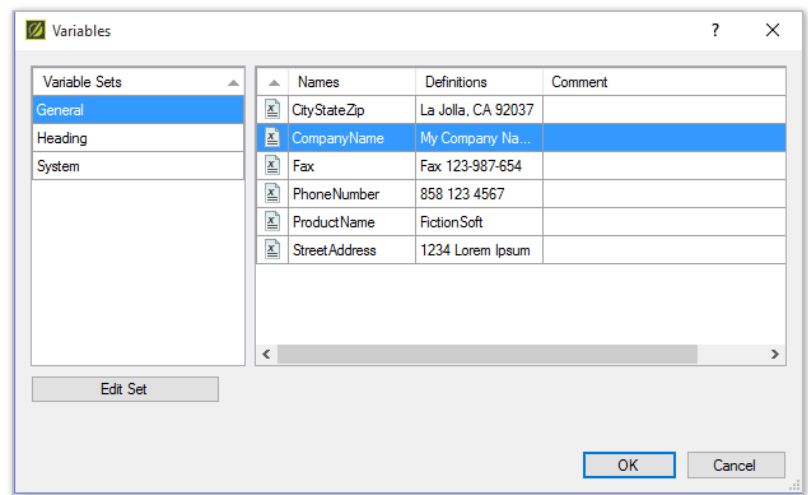 Variables
?
Variable Sets
General
Heading
System
Names Definitions Comment
CityStateZip La Jolla, CA 92037
CompanyName My Company Na...
Fax Fax 123-987-654
PhoneNumber 858 123 4567
ProductName FictionSoft
StreetAddress 1234 Lorem Ipsum
Edit Set
OK Cancel